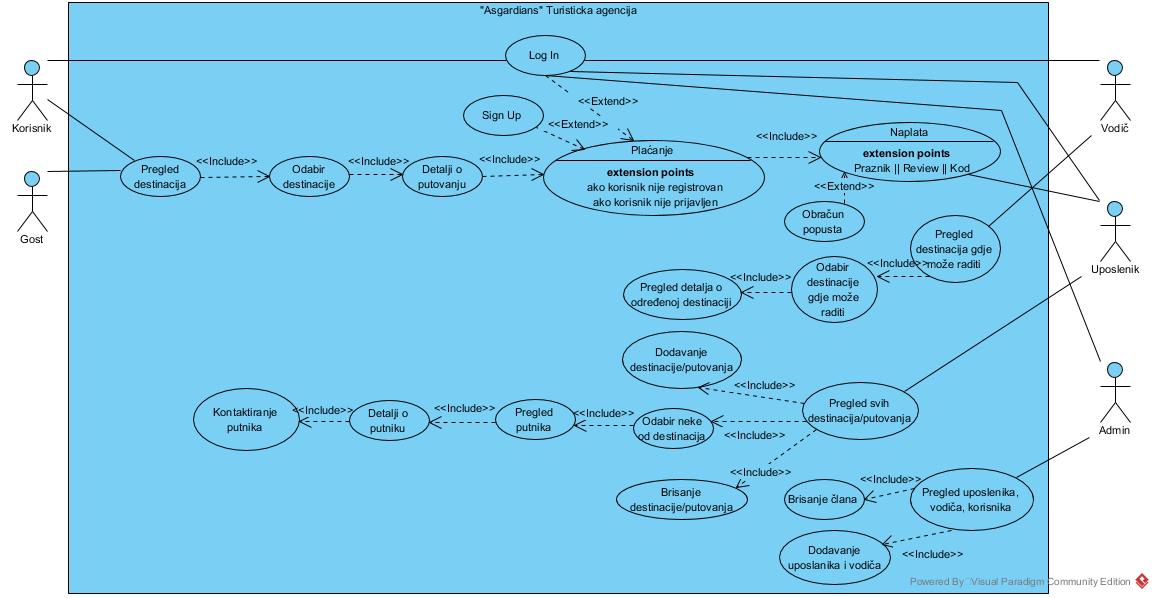 "Asgardians" Turisticka agencija
Log In
<<Extend>>
Sign Up
<<Extend>>
Korisnik
Vodič
Pregled
destinacija
<<Include>>
Odabir
destinacije
<<Include>>
Detalji o
putovanju
<<Include>>
Plaćanje
extension points
ako korisnik nije registrovan
ako korisnik nije prijavljen
<<Include>>
Naplata
extension points
Praznik || Review || Kod
<<Extend>>
Obračun
popusta
Gost
Uposlenik
Pregled
destinacija gdje
može raditi
<<Include>>
Odabir
destinacije
gdje može
raditi
<<Include>>
Pregled detalja o
određenoj destinaciji
Dodavanje
destinacije/putovanja
<<Include>>
Pregled svih
destinacija/putovanja
<<Include>>
Odabir neke
od destinacija
<<Include>>
Pregled
putnika
<<Include>>
Detalji o
putniku
<<Include>>
Kontaktiranje
putnika
<<Include>>
Brisanje
destinacije/putovanja
Admin
Pregled uposlenika,
vodiča, korisnika
<<Include>>
Brisanje člana
<<Include>>
Dodavanje
uposlanika i vodiča
Powered By Visual Paradigm Community Edition